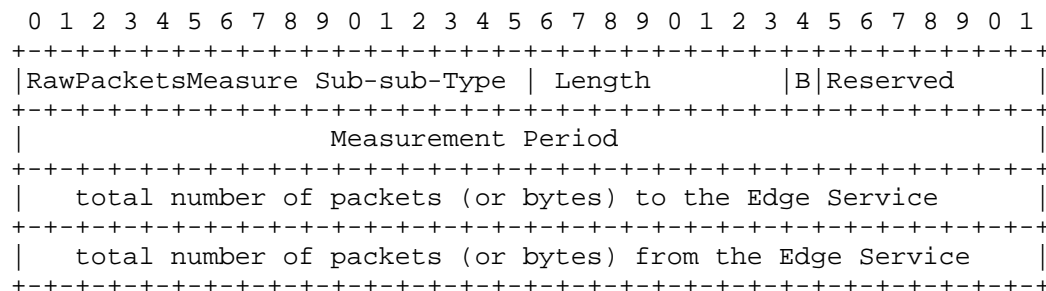 0 1 2 3 4 5 6 7 8 9 0 1 2 3 4 5 6 7 8 9 0 1 2 3 4 5 6 7 8 9 0 1
+-+-+-+-+-+-+-+-+-+-+-+-+-+-+-+-+-+-+-+-+-+-+-+-+-+-+-+-+-+-+-+-+
|RawPacketsMeasure Sub-sub-Type | Length        |B|Reserved     |
+-+-+-+-+-+-+-+-+-+-+-+-+-+-+-+-+-+-+-+-+-+-+-+-+-+-+-+-+-+-+-+-+
|                   Measurement Period                          |
+-+-+-+-+-+-+-+-+-+-+-+-+-+-+-+-+-+-+-+-+-+-+-+-+-+-+-+-+-+-+-+-+
|   total number of packets (or bytes) to the Edge Service      |
+-+-+-+-+-+-+-+-+-+-+-+-+-+-+-+-+-+-+-+-+-+-+-+-+-+-+-+-+-+-+-+-+
|   total number of packets (or bytes) from the Edge Service    |
+-+-+-+-+-+-+-+-+-+-+-+-+-+-+-+-+-+-+-+-+-+-+-+-+-+-+-+-+-+-+-+-+